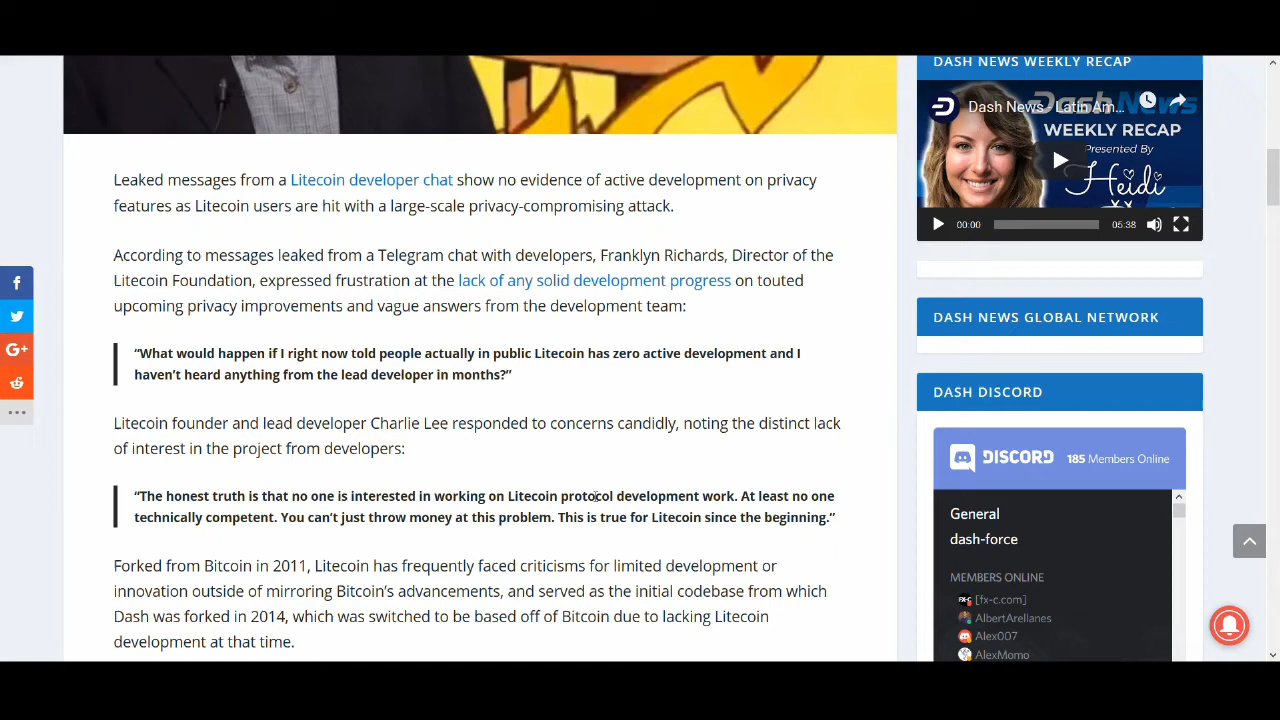 Leaked messages from a Litecoin developer chat show no evidence of active development on privacy
features as Litecoin users are hit with a large-scale privacy-compromising attack.
According to messages leaked from a Telegram chat with developers, Franklyn Richards, Director of the
Litecoin Foundation, expressed frustration at the lack of any solid development progress on touted
upcoming privacy improvements and vague answers from the development team:
“What would happen if I right now told people actually in public Litecoin has zero active development and I
haven’t heard anything from the lead developer in months?”
Litecoin founder and lead developer Charlie Lee responded to concerns candidly, noting the distinct lack
of interest in the project from developers:
“The honest truth is that no one is interested in working on Litecoin protocol development work. At least no one
technically competent. You can’t just throw money at this problem. This is true for Litecoin since the beginning.”
Forked from Bitcoin in 2011, Litecoin has frequently faced criticisms for limited development or
innovation outside of mirroring Bitcoin’s advancements, and served as the initial codebase from which
Dash was forked in 2014, which was switched to be based off of Bitcoin due to lacking Litecoin
development at that time.
G+
DASH NEWS WEEKLY RECAP
Dash News - Latin Am...
WEEKLY RECAP
Presented By
Heidi
00:00
05:38
DASH NEWS GLOBAL NETWORK
DASH DISCORD
DISCORD 185 Members Online
General
dash-force
MEMBERS ONLINE
[fx-c.com]
AlbertArellanes
Alex007
AlexMomo